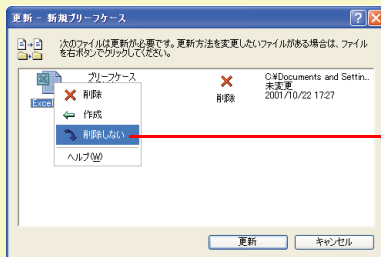 更新 - 新規ブリーフケース
次のファイルは更新が必要です。更新方法を変更したいファイルがある場合は、ファイルを右ボタンでクリックしてください。
ブリーフケース
Excel
削除
C:¥Documents and Settin...
未変更
2001/10/22 17:27
削除
作成
削除しない
ヘルプ(W)
更新
キャンセル